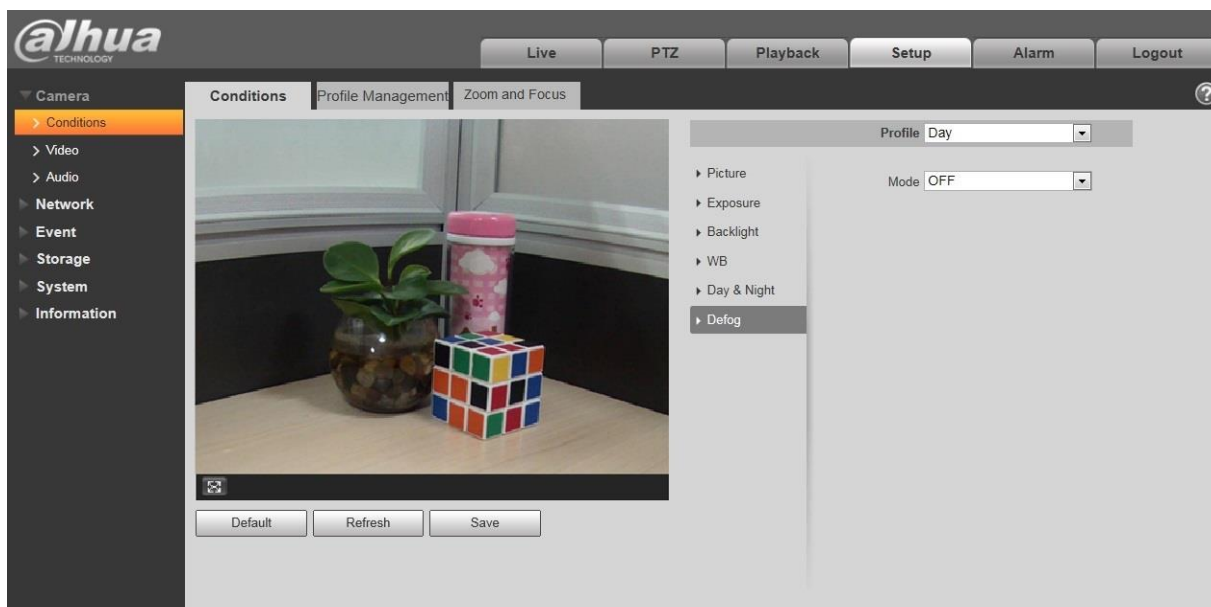 alhua
TECHNOLOGY
Live
PTZ
Playback
Setup
Alarm
Logout
Camera
Conditions
Video
Audio
Network
Event
Storage
System
Information
Conditions
Profile Management
Zoom and Focus
?
Profile Day
Picture
Exposure
Backlight
WB
Day & Night
Defog
Mode OFF
Default
Refresh
Save